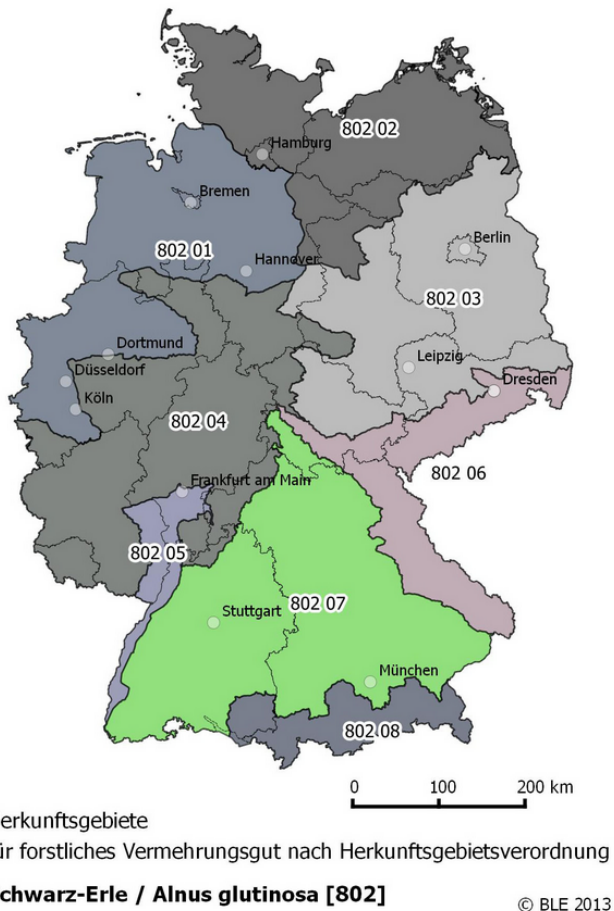 802 02
Hamburg
Bremen
802 01
Berlin
Hannover
802 03
Dortmund
Leipzig
Düsseldorf
Dresden
Köln
802 04
802 06
Frankfurt am Main
802 05
802 07
Stuttgart
München
802 08
0 100 200 km
erkunftsgebiete
ür forstliches Vermehrungsgut nach Herkunftsgebietsverordnung
chwarz-Erle / Alnus glutinosa [802]
© BLE 2013